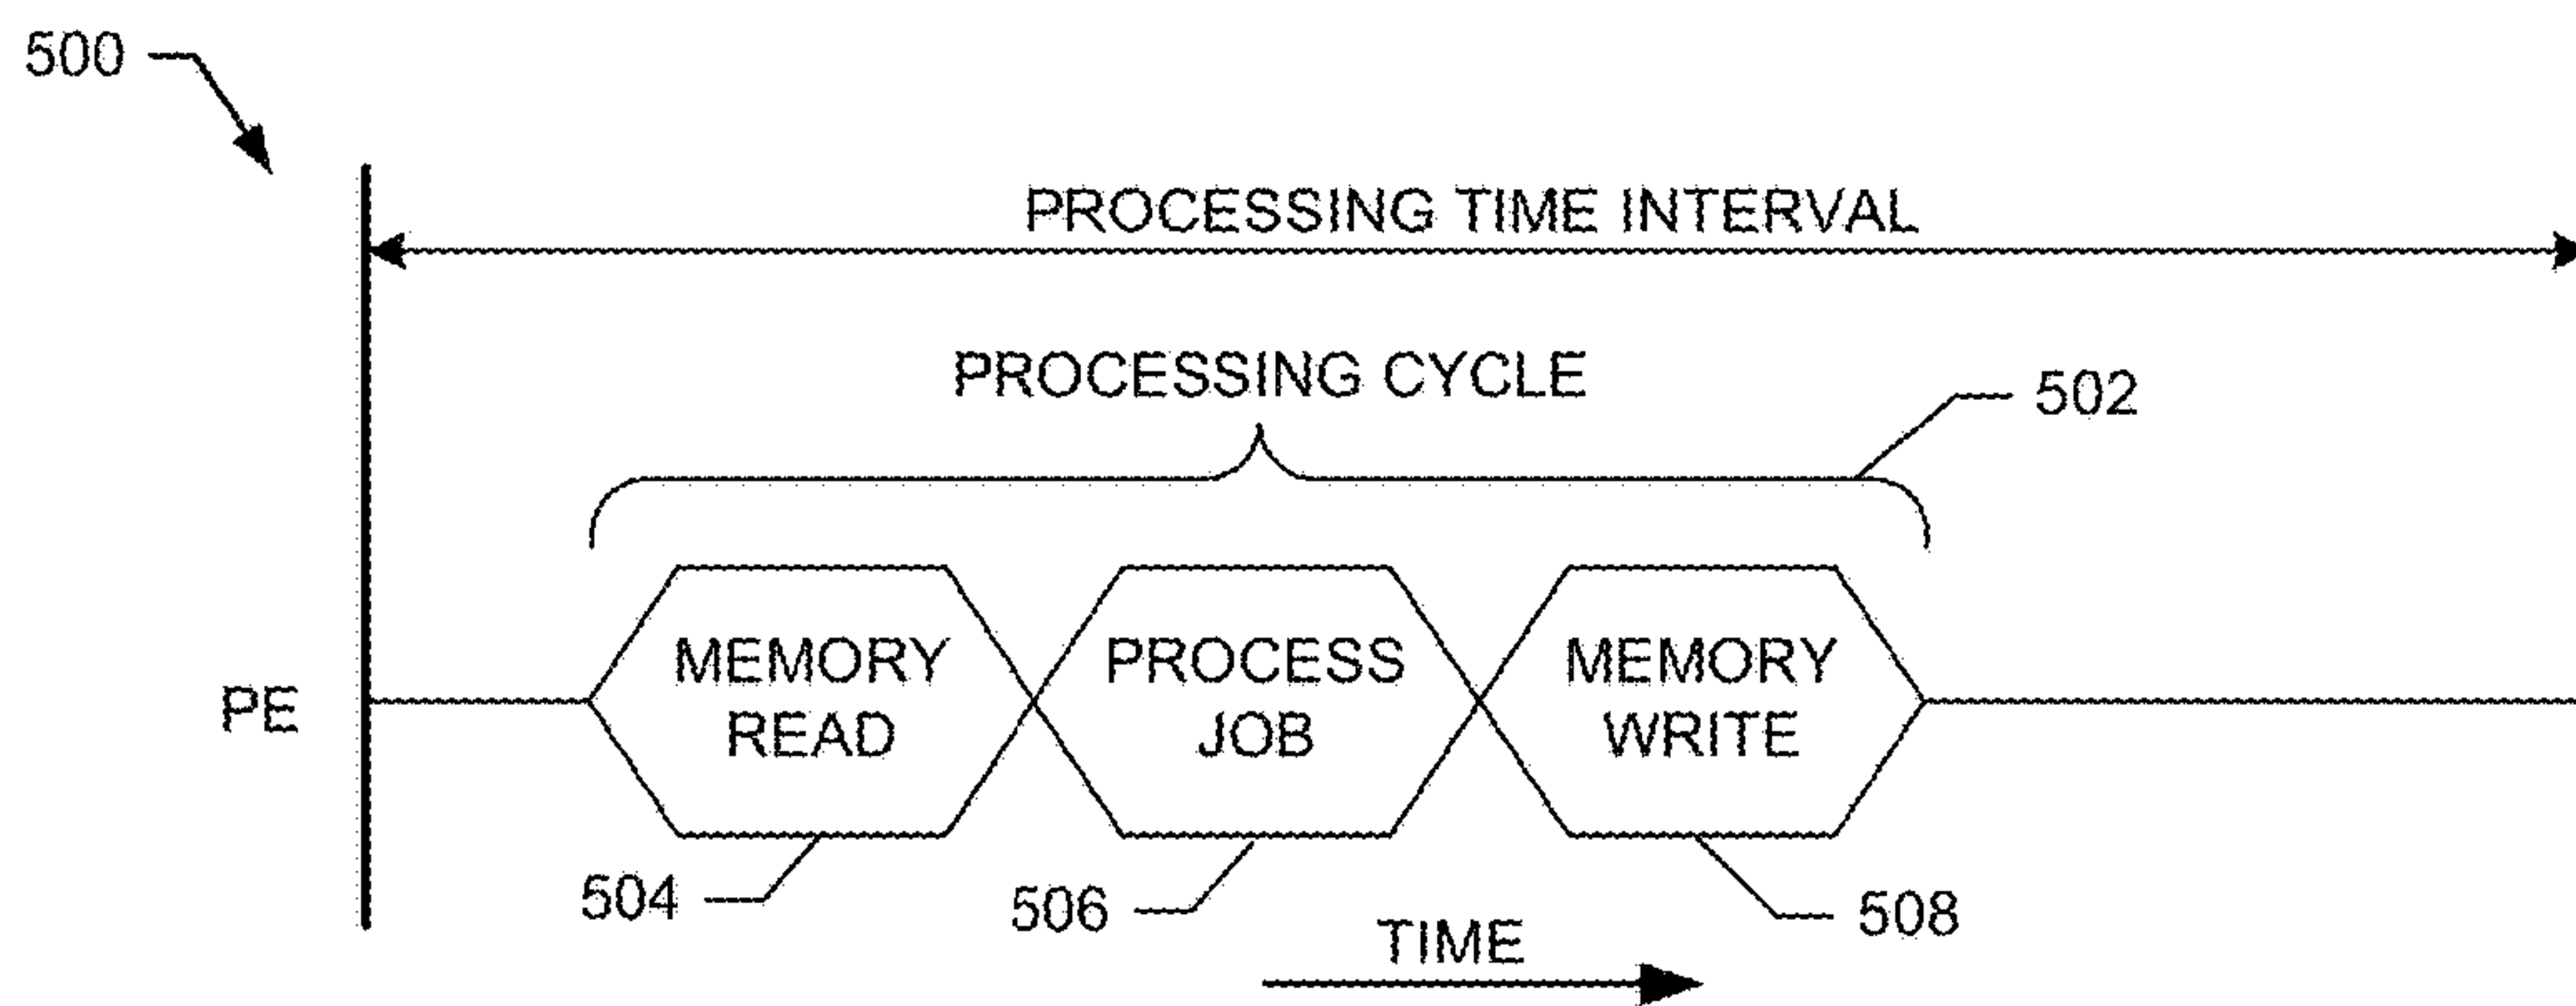 500
PROCESSING TIME INTERVAL
PROCESSING CYCLE
502
PE
MEMORY
READ
PROCESS
JOB
MEMORY
WRITE
504
506
508
TIME